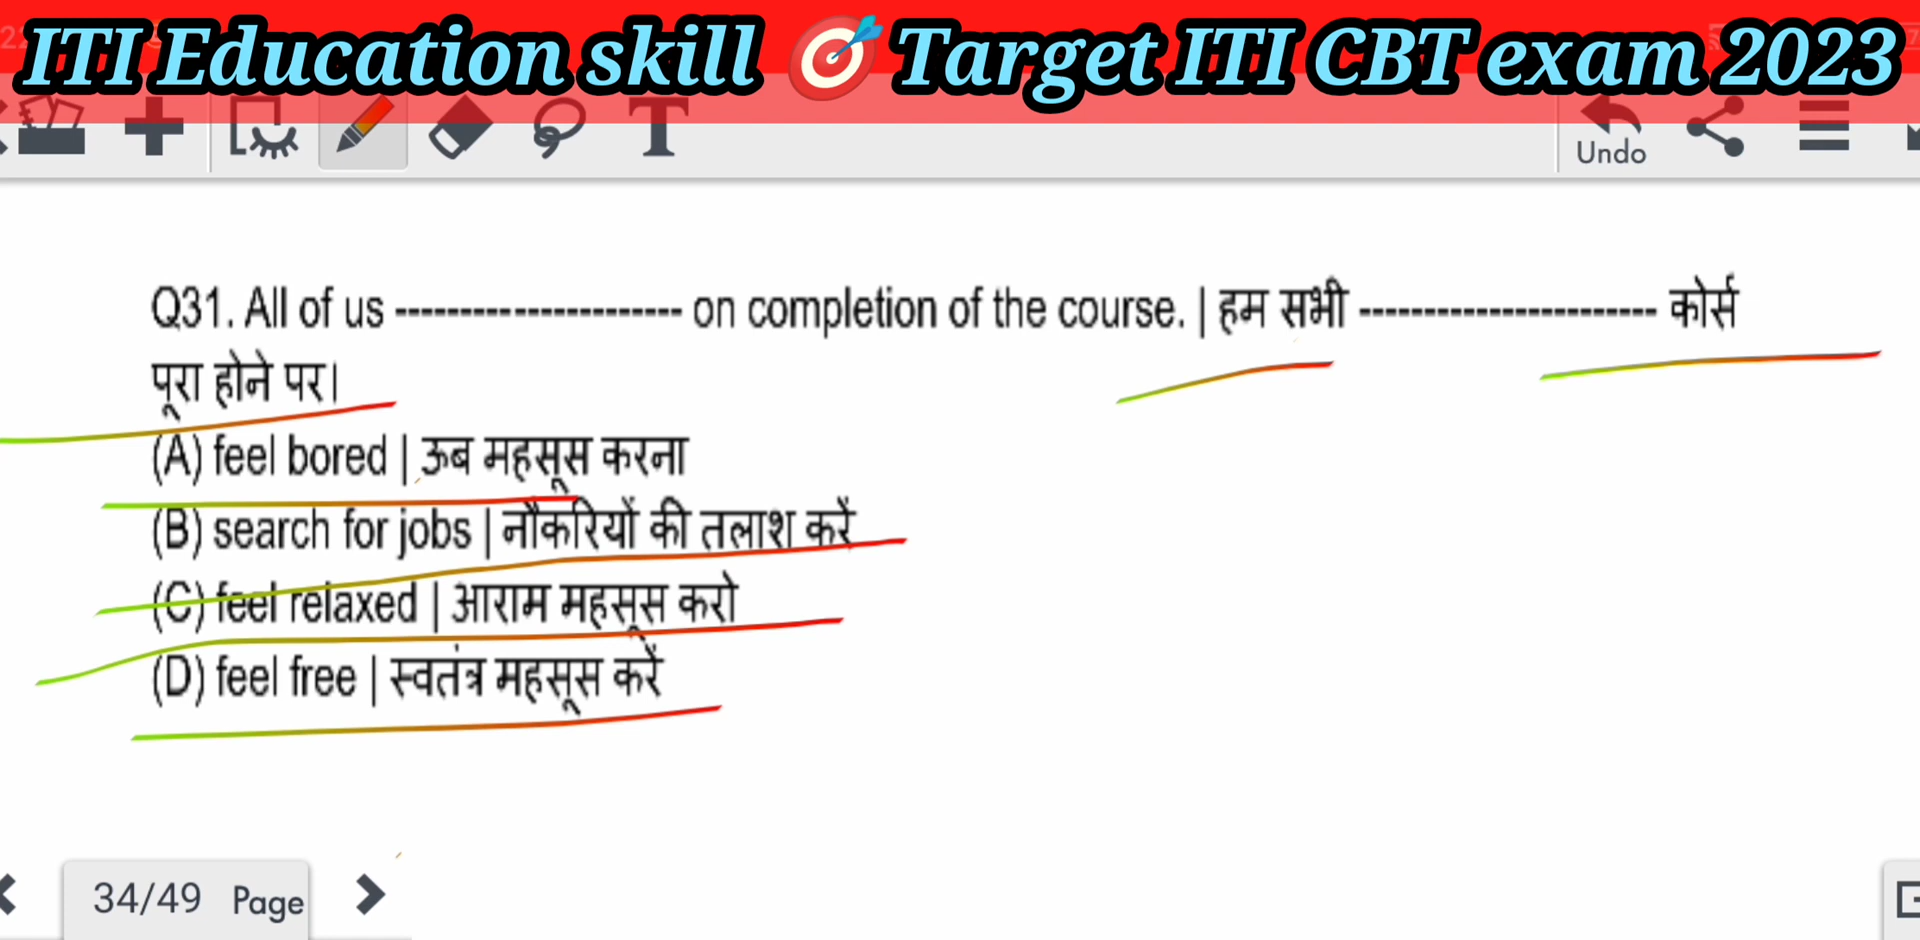 ITI Education skill 🎯 Target ITI CBT exam 2023
Undo
Q31. All of us ---------------------- on completion of the course. | हम सभी ----------------------- कोर्स
पूरा होने पर।
(A) feel bored | ऊब महसूस करना
(B) search for jobs | नौकरियों की तलाश करें
(C) feel relaxed | आराम महसूस करो
(D) feel free | स्वतंत्र महसूस करें
34/49 Page